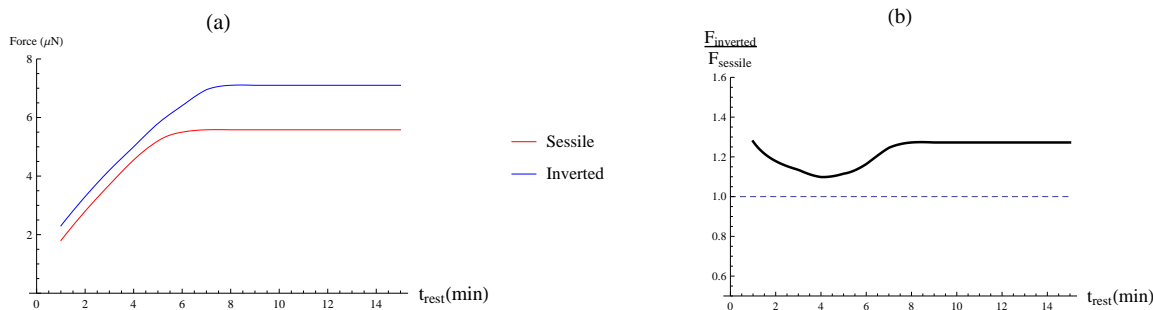 (a)
Force (μN)
8
6
4
2
0
2
4
6
8
10
12
14
t_rest(min)
Sessile
Inverted
(b)
F_inverted
F_sessile
1.6
1.4
1.2
1.0
0.8
0.6
0
2
4
6
8
10
12
14
t_rest(min)